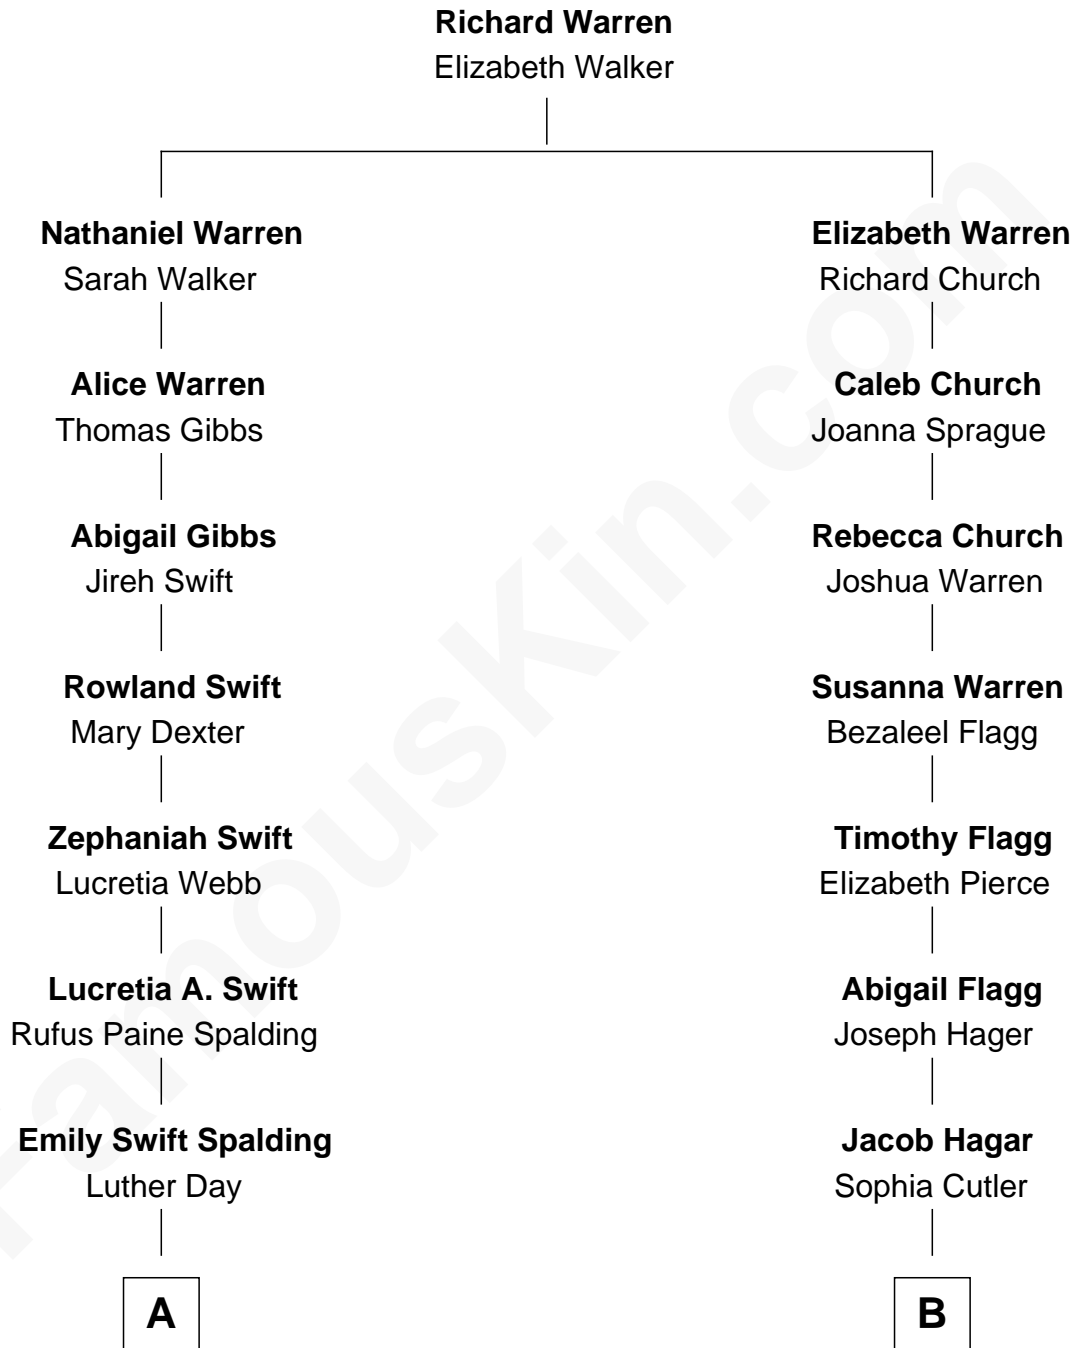 Richard Warren
Elizabeth Walker
Nathaniel Warren
Sarah Walker
Alice Warren
Thomas Gibbs
Abigail Gibbs
Jireh Swift
Rowland Swift
Mary Dexter
Zephaniah Swift
Lucretia Webb
Lucretia A. Swift
Rufus Paine Spalding
Emily Swift Spalding
Luther Day
A
Elizabeth Warren
Richard Church
Caleb Church
Joanna Sprague
Rebecca Church
Joshua Warren
Susanna Warren
Bezaleel Flagg
Timothy Flagg
Elizabeth Pierce
Abigail Flagg
Joseph Hager
Jacob Hagar
Sophia Cutler
B
FamousKin.com